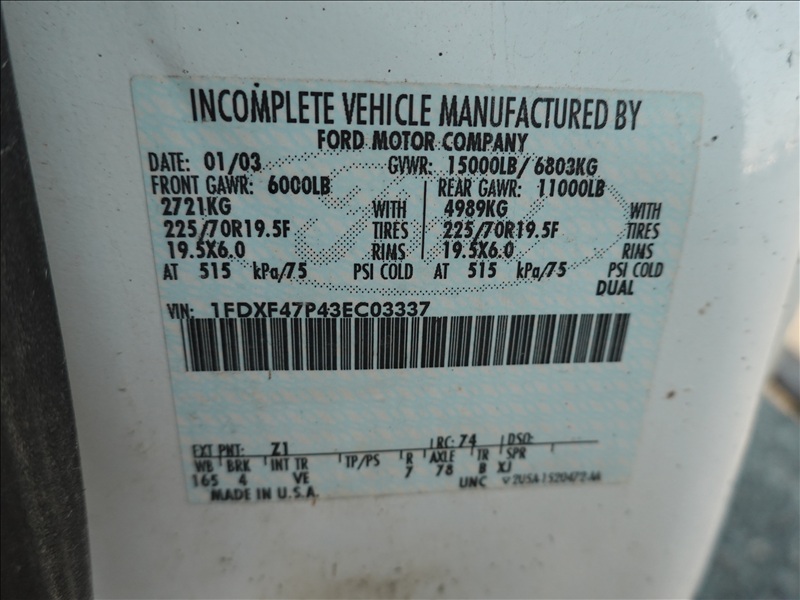 INCOMPLETE VEHICLE MANUFACTURED BY
FORD MOTOR COMPANY
DATE: 01/03 GVWR: 15000LB/ 6803KG
FRONT GAWR: 6000LB REAR GAWR: 11000LB
2721KG WITH 4989KG WITH
225/70R19.5F TIRES 225/70R19.5F TIRES
19.5X6.0 RIMS 19.5X6.0 RIMS
AT 515 kPa/75 PSI COLD AT 515 kPa/75 PSI COLD
DUAL
VIN: 1FDXF47P43EC03337
EXT PNT: Z1 RC: 74 DSO:
WB BRK INT TR TP/PS R AXLE TR SPR
165 4 VE 7 78 B XJ
MADE IN U.S.A. UNC